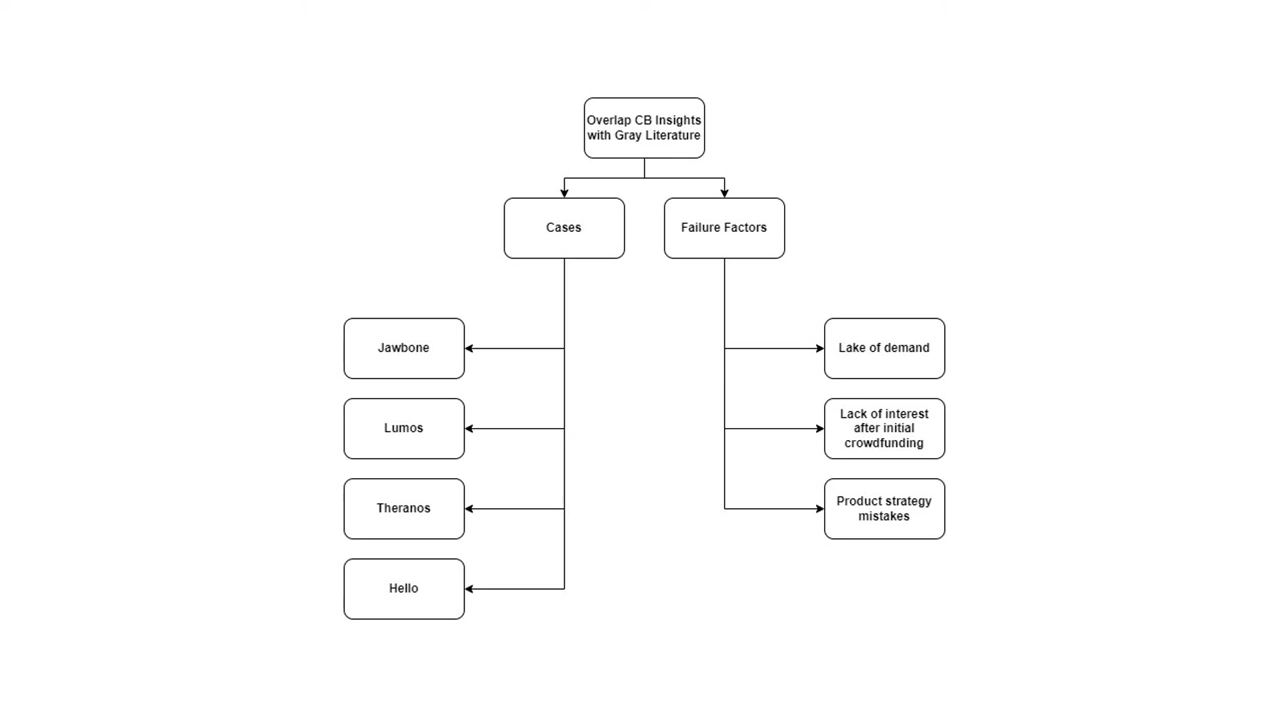 Overlap CB Insights
with Gray Literature
Cases
Failure Factors
Jawbone
Lake of demand
Lumos
Lack of interest
after initial
crowdfunding
Theranos
Product strategy
mistakes
Hello